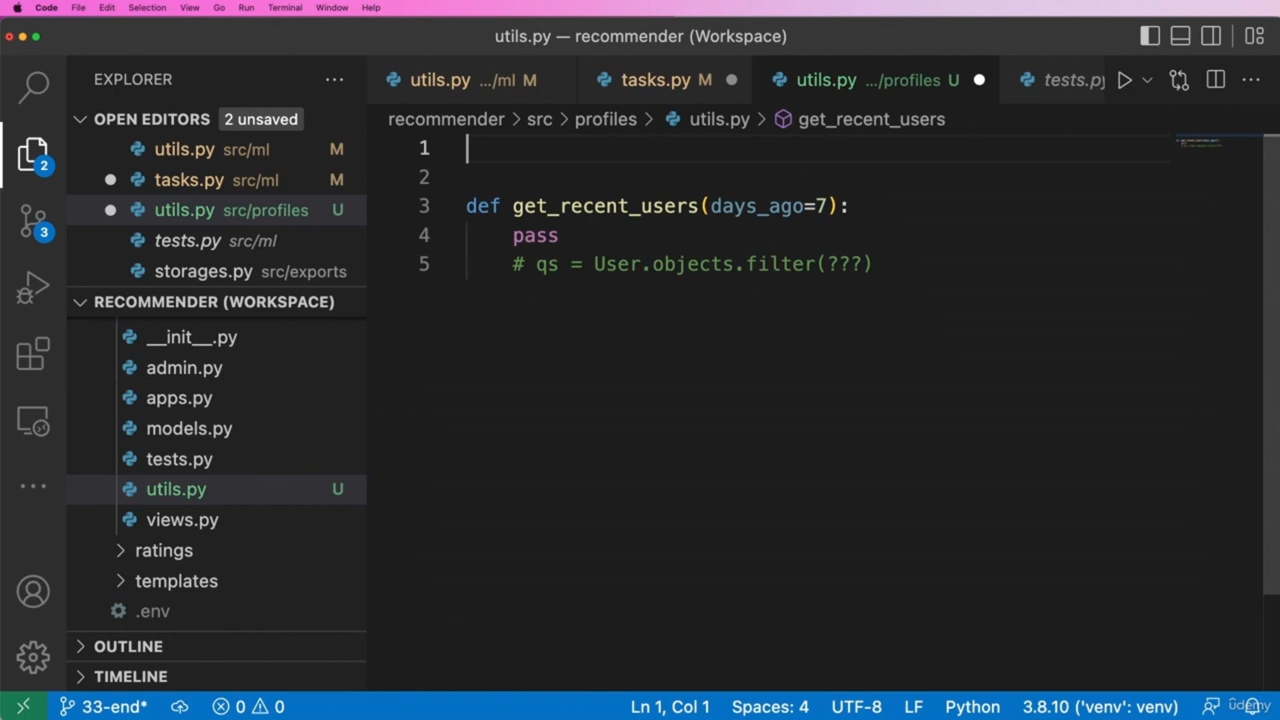 Code File Edit Selection View Go Run Terminal Window Help
utils.py — recommender (Workspace)
EXPLORER
utils.py .../ml M
tasks.py M
utils.py .../profiles U
tests.py
OPEN EDITORS 2 unsaved
utils.py src/ml M
tasks.py src/ml M
utils.py src/profiles U
tests.py src/ml
storages.py src/exports
RECOMMENDER (WORKSPACE)
__init__.py
admin.py
apps.py
models.py
tests.py
utils.py U
views.py
ratings
templates
.env
OUTLINE
TIMELINE
2
3
recommender > src > profiles > utils.py > get_recent_users
1
2
3 def get_recent_users(days_ago=7):
4 pass
5 # qs = User.objects.filter(???)
33-end* 0 0 Ln 1, Col 1 Spaces: 4 UTF-8 LF Python 3.8.10 ('venv': venv)
udemy